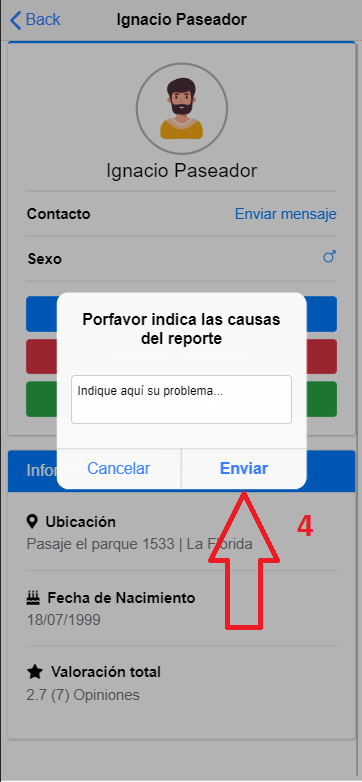 Back
Ignacio Paseador
Ignacio Paseador
Contacto
Enviar mensaje
Sexo
Porfavor indica las causas
del reporte
Indique aquí su problema...
Cancelar
Enviar
Infor
4
Ubicación
Pasaje el parque 1533 | La Florida
Fecha de Nacimiento
18/07/1999
Valoración total
2.7 (7) Opiniones